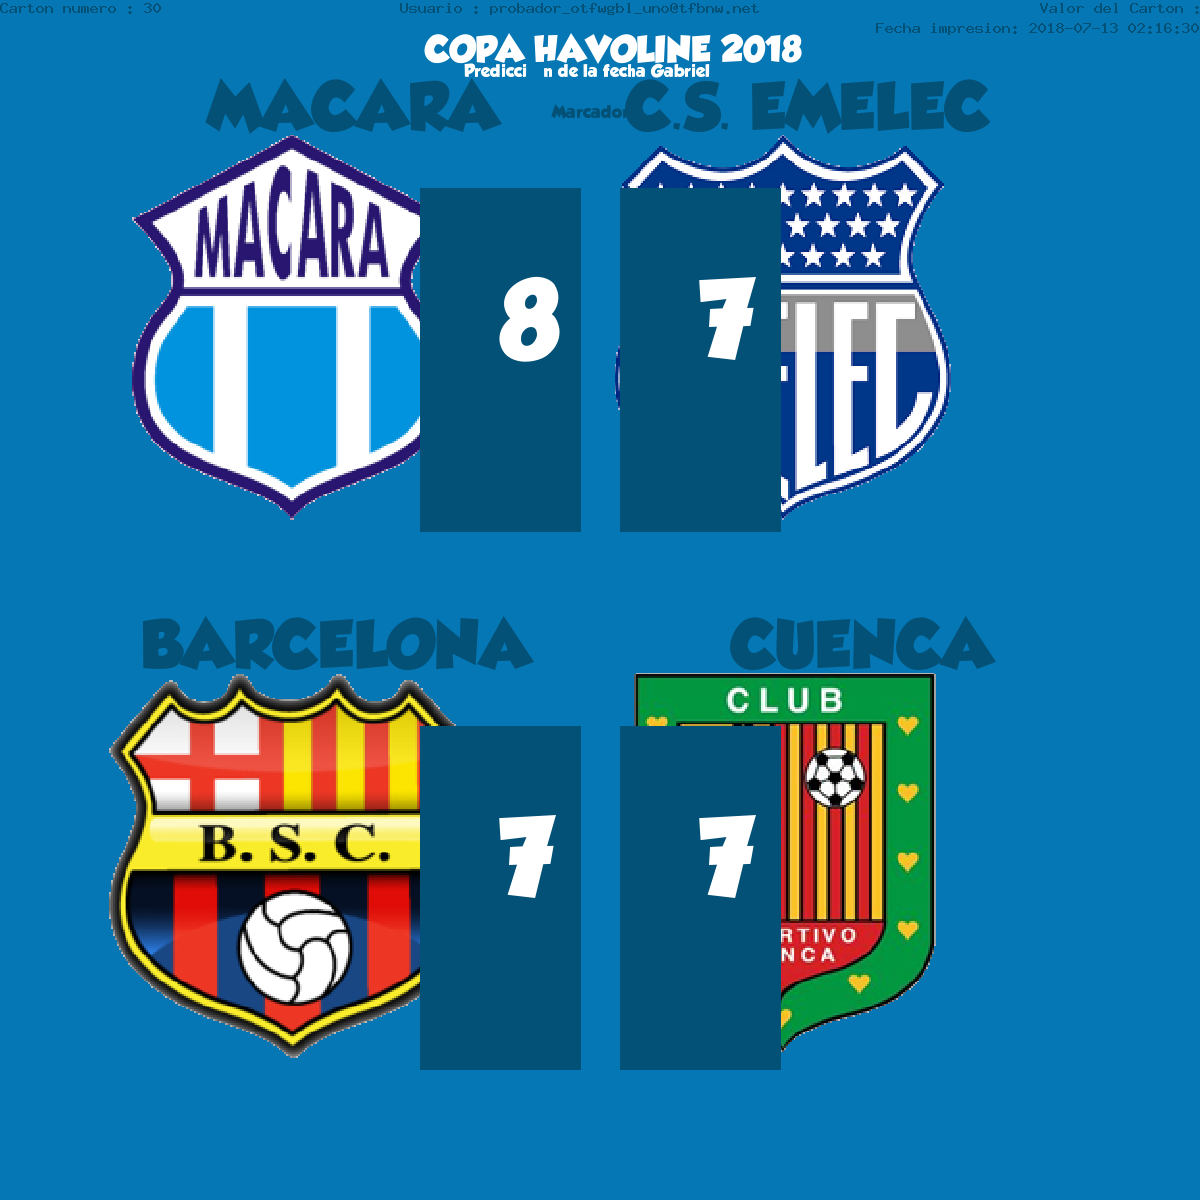 Carton numero : 30 Usuario : probador_otfwgbl_uno@tfbnw.net Valor del Carton :
Fecha impresion: 2018-07-13 02:16:30
COPA HAVOLINE 2018
Predicci n de la fecha Gabriel
MACARA Marcador C.S. EMELEC
MACARA
8 7
LEC
BARCELONA CUENCA
CLUB
B. S. C.
7 7
RTIVO
NCA